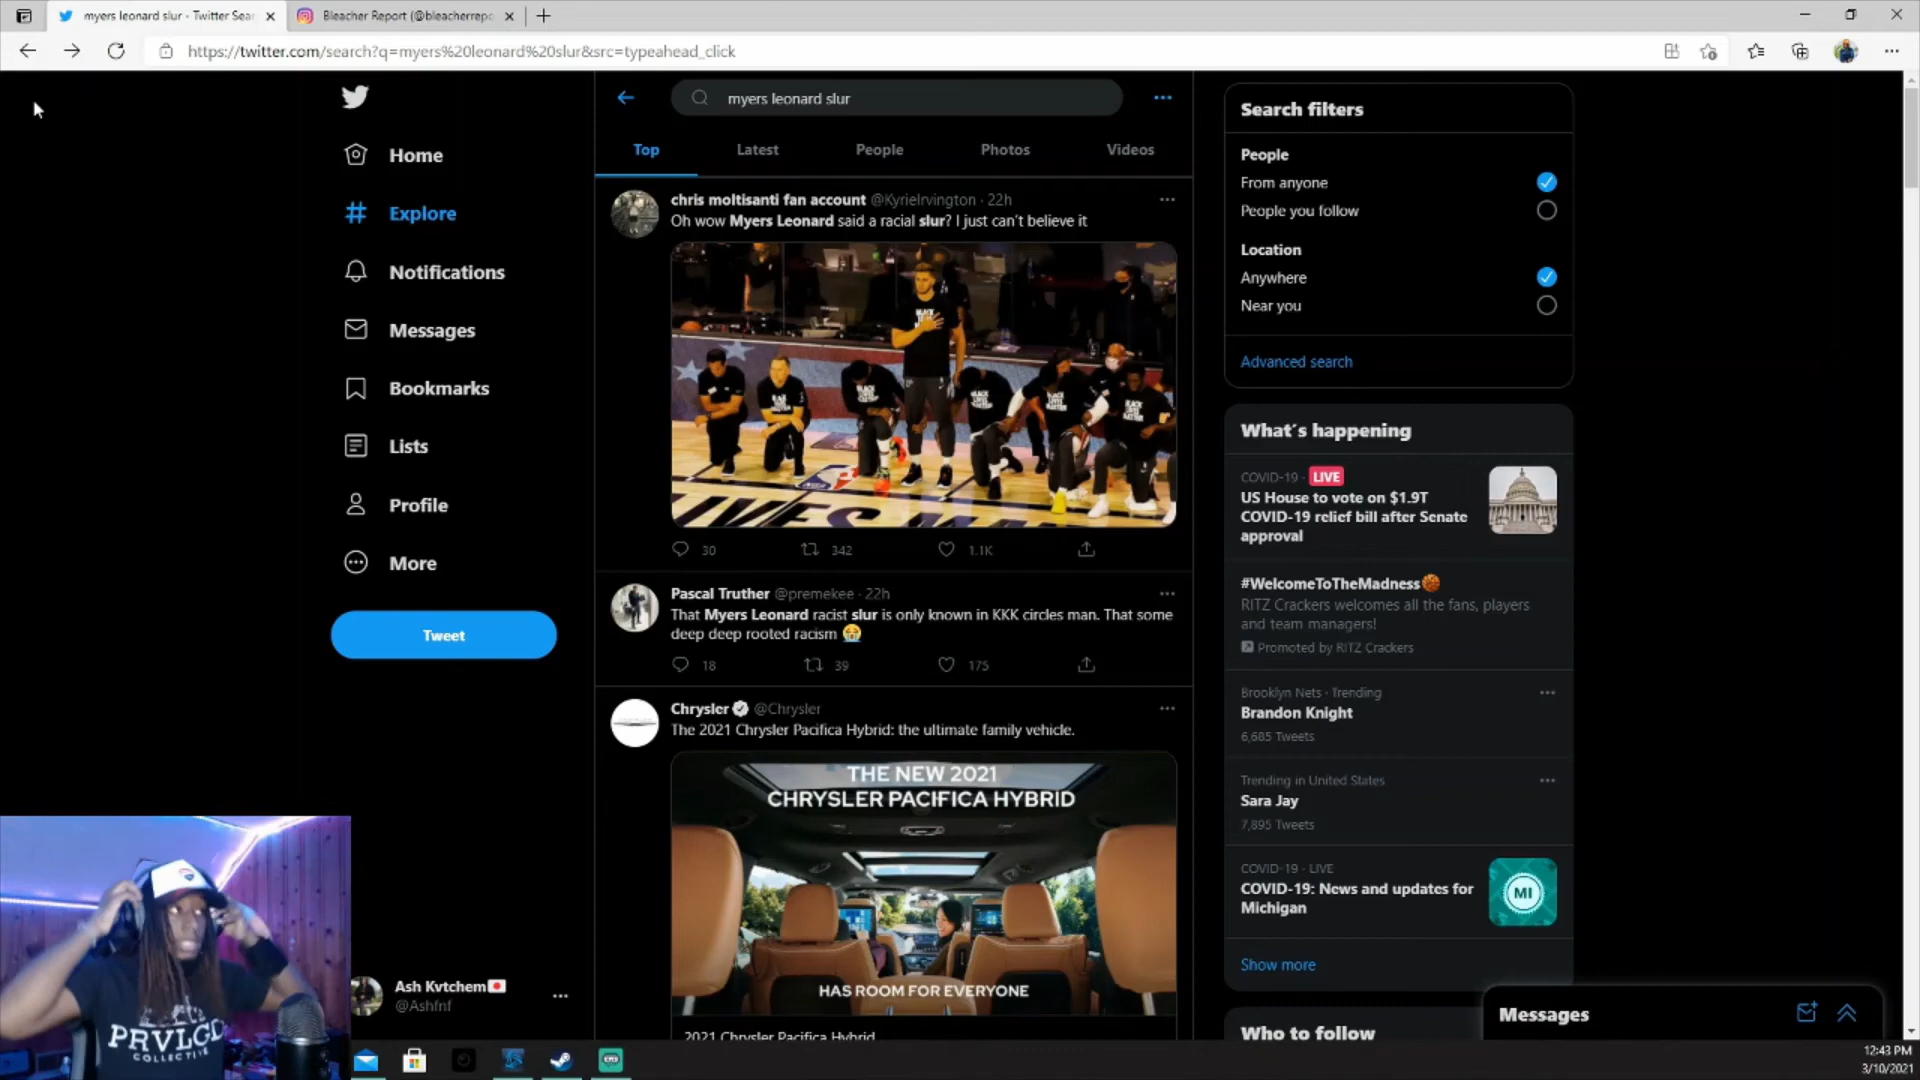 myers leonard slur - Twitter Sear
Bleacher Report (@bleacherrepo
https://twitter.com/search?q=myers%20leonard%20slur&src=typeahead_click
myers leonard slur
Home
Explore
Notifications
Messages
Bookmarks
Lists
Profile
More
Tweet
Ash Kvtchem
@Ashfnf
Top
Latest
People
Photos
Videos
chris moltisanti fan account @KyrieIrvington · 22h
Oh wow Myers Leonard said a racial slur? I just can't believe it
BLACK LIVES MATTER
30
342
1.1K
Pascal Truther @premekee · 22h
That Myers Leonard racist slur is only known in KKK circles man. That some
deep deep rooted racism
18
39
175
Chrysler @Chrysler
The 2021 Chrysler Pacifica Hybrid: the ultimate family vehicle.
THE NEW 2021
CHRYSLER PACIFICA HYBRID
HAS ROOM FOR EVERYONE
2021 Chrysler Pacifica Hybrid
Search filters
People
From anyone
People you follow
Location
Anywhere
Near you
Advanced search
What's happening
COVID-19 · LIVE
US House to vote on $1.9T
COVID-19 relief bill after Senate
approval
#WelcomeToTheMadness
RITZ Crackers welcomes all the fans, players
and team managers!
Promoted by RITZ Crackers
Brooklyn Nets · Trending
Brandon Knight
6,685 Tweets
Trending in United States
Sara Jay
7,895 Tweets
COVID-19 · LIVE
COVID-19: News and updates for
Michigan
MI
Show more
Who to follow
Messages
PRVLGD
COLLECTIVE
12:43 PM
3/10/2021